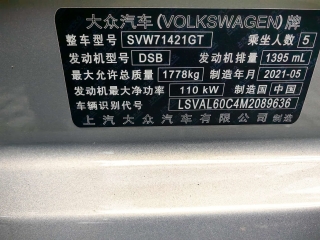 大众汽车(VOLKSWAGEN)牌
整车型号 SVW71421GT 乘坐人数 5
发动机型号 DSB 发动机排量 1395 mL
最大允许总质量 1778kg 制造年月 2021-05
发动机最大净功率 110 kW 制造国 中国
车辆识别代号 LSVAL60C4M2089636
上汽大众汽车有限公司制造